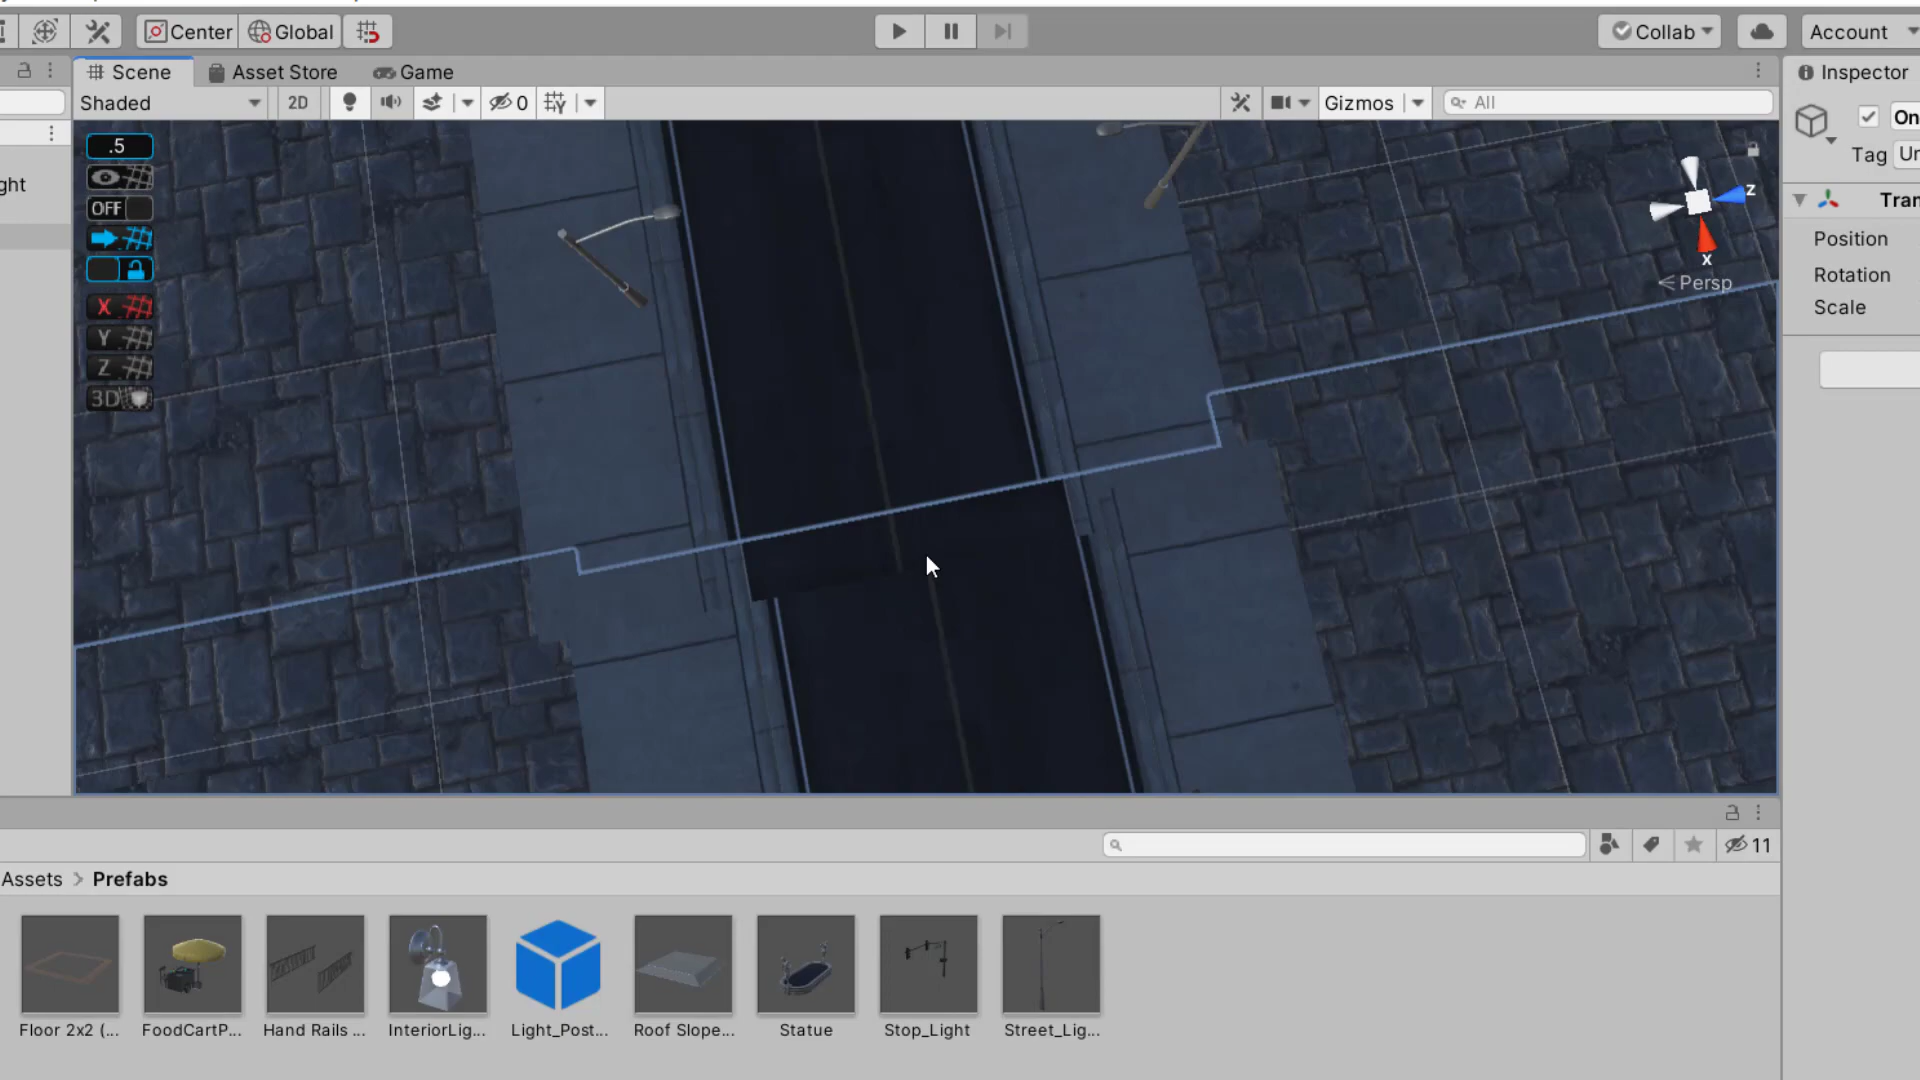 Center Global Collab Account
Scene Asset Store Game Inspector
Shaded 2D 0 Gizmos All
On
.5
Tag Un
ght
OFF
Z
Tran
X
Persp
Position
Rotation
Scale
X
Y
Z
3D
11
Assets > Prefabs
Floor 2x2 (... FoodCartP... Hand Rails ... InteriorLig... Light_Post... Roof Slope... Statue Stop_Light Street_Lig...